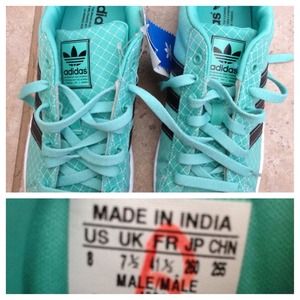 adidas
adidas
MADE IN INDIA
US UK FR JP CHN
8 7½ 41⅓ 260 255
MALE/MALE